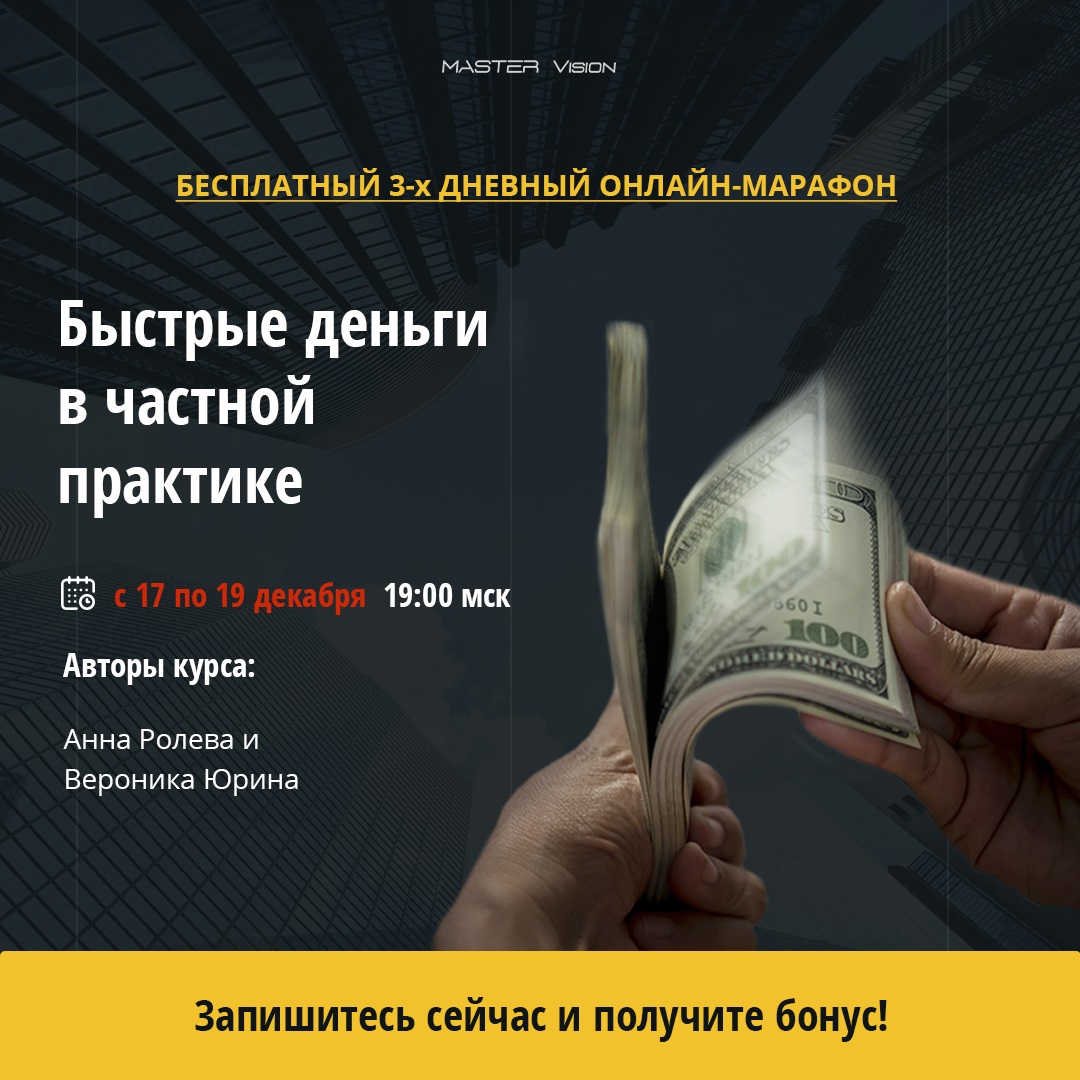 MASTER Vision
БЕСПЛАТНЫЙ 3-х ДНЕВНЫЙ ОНЛАЙН-МАРАФОН
Быстрые деньги
в частной
практике
с 17 по 19 декабря 19:00 мск
Авторы курса:
Анна Ролева и
Вероника Юрина
100
Запишитесь сейчас и получите бонус!